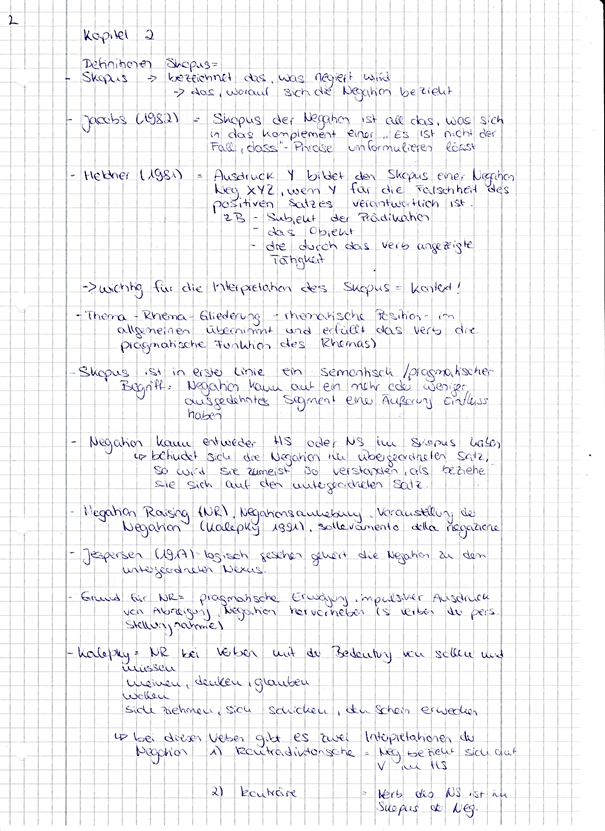 2
Kapitel 2
Definitionen Skopus=
- Skopus -> bezeichnet das, was negiert wird
-> das, worauf sich die Negation bezieht
- Jacobs (1982) = Skopus der Negation ist all das, was sich
in das Komplement einer „Es ist nicht der
Fall, dass"- Phrase umformulieren lässt
- Heldner (1981) = Ausdruck Y bildet den Skopus einer Negation
Neg XYZ, wenn Y für die Falschheit des
positiven Satzes verantwortlich ist.
ZB - Subjekt der Prädikation
- das Objekt
- die durch das Verb angezeigte
Tätigkeit
-> wichtig für die Interpretation des Skopus = Kontext!
- Thema-Rhema-Gliederung - rhematische Position - im
allgemeinen übernimmt und erfüllt das Verb die
pragmatische Funktion des Rhemas)
- Skopus ist in erster Linie ein semantisch/pragmatischer
Begriff= Negation kann auf ein mehr oder weniger
ausgedehntes Segment einer Äußerung Einfluss
haben
- Negation kann entweder HS oder NS im Skopus haben
↳ befindet sich die Negation im übergeordneten Satz,
so wird sie zumeist so verstanden, als beziehe
sie sich auf den untergeordneten Satz.
- Negation Raising (NR), Negationsanhebung, Voranstellung der
Negation (Kalepky 1891), sollevamento della negazione
- Jespersen (1917)- logisch gesehen gehört die Negation zu dem
untergeordneten Nexus.
- Grund für NR= pragmatische Erwägung, impulsiver Ausdruck
von Abneigung, Negation hervorheben (s Verben der pers.
Stellungnahme)
- Kalepky= NR bei Verben mit der Bedeutung von sollen und
müssen
meinen, denken, glauben
wollen
sich ziehmen, sich schicken, den Schein erwecken
↳ bei diesen Verben gibt es zwei Interpretationen der
Negation 1) kontradiktorische = Neg bezieht sich auf
V im HS
2) konträre = Verb des NS ist im
Skopus der Neg.